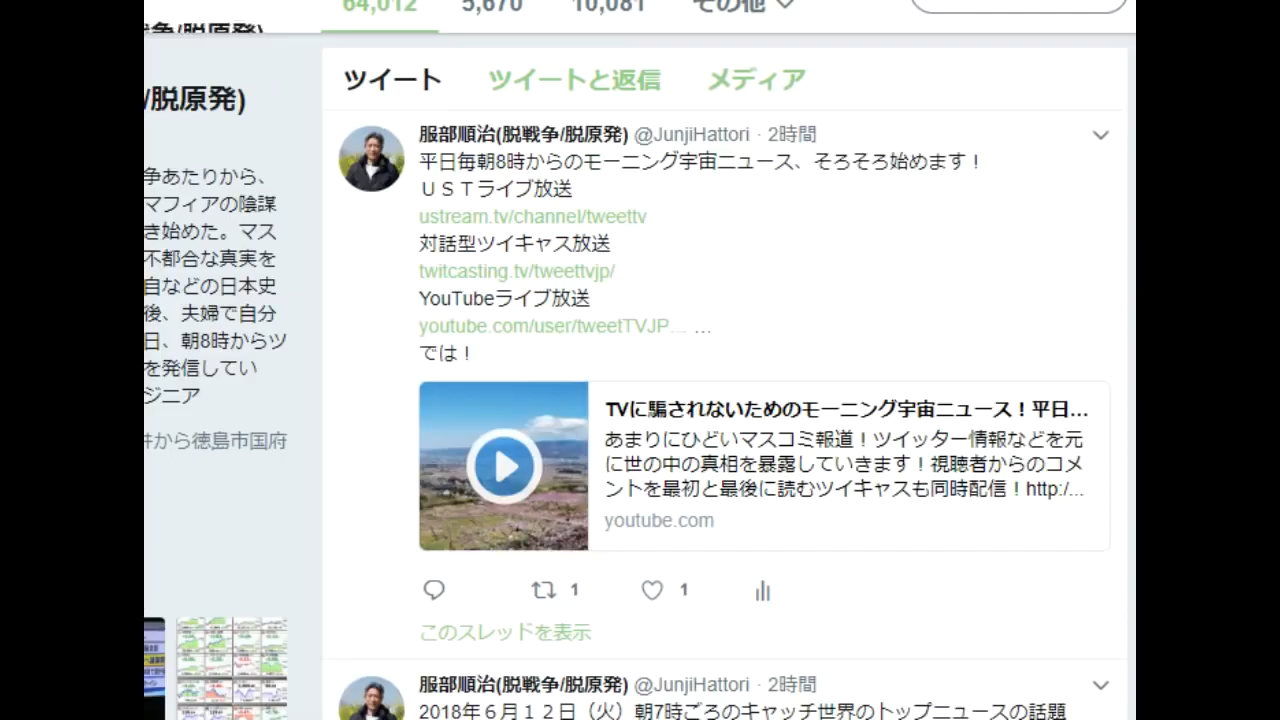 64,012 5,670 10,081 その他
/脱原発)
争あたりから、
マフィアの陰謀
き始めた。マス
不都合な真実を
自などの日本史
後、夫婦で自分
日、朝8時からツ
を発信してい
ジニア
から徳島市国府
ツイート ツイートと返信 メディア
服部順治(脱戦争/脱原発) @JunjiHattori · 2時間
平日毎朝8時からのモーニング宇宙ニュース、そろそろ始めます！
ＵＳＴライブ放送
ustream.tv/channel/tweettv
対話型ツイキャス放送
twitcasting.tv/tweettvjp/
YouTubeライブ放送
youtube.com/user/tweetTVJP... ...
では！
TVに騙されないためのモーニング宇宙ニュース！平日...
あまりにひどいマスコミ報道！ツイッター情報などを元
に世の中の真相を暴露していきます！視聴者からのコメ
ントを最初と最後に読むツイキャスも同時配信！http:/...
youtube.com
1 1
このスレッドを表示
服部順治(脱戦争/脱原発) @JunjiHattori · 2時間
2018年６月１２日（火）朝7時ごろのキャッチ世界のトップニュースの話題